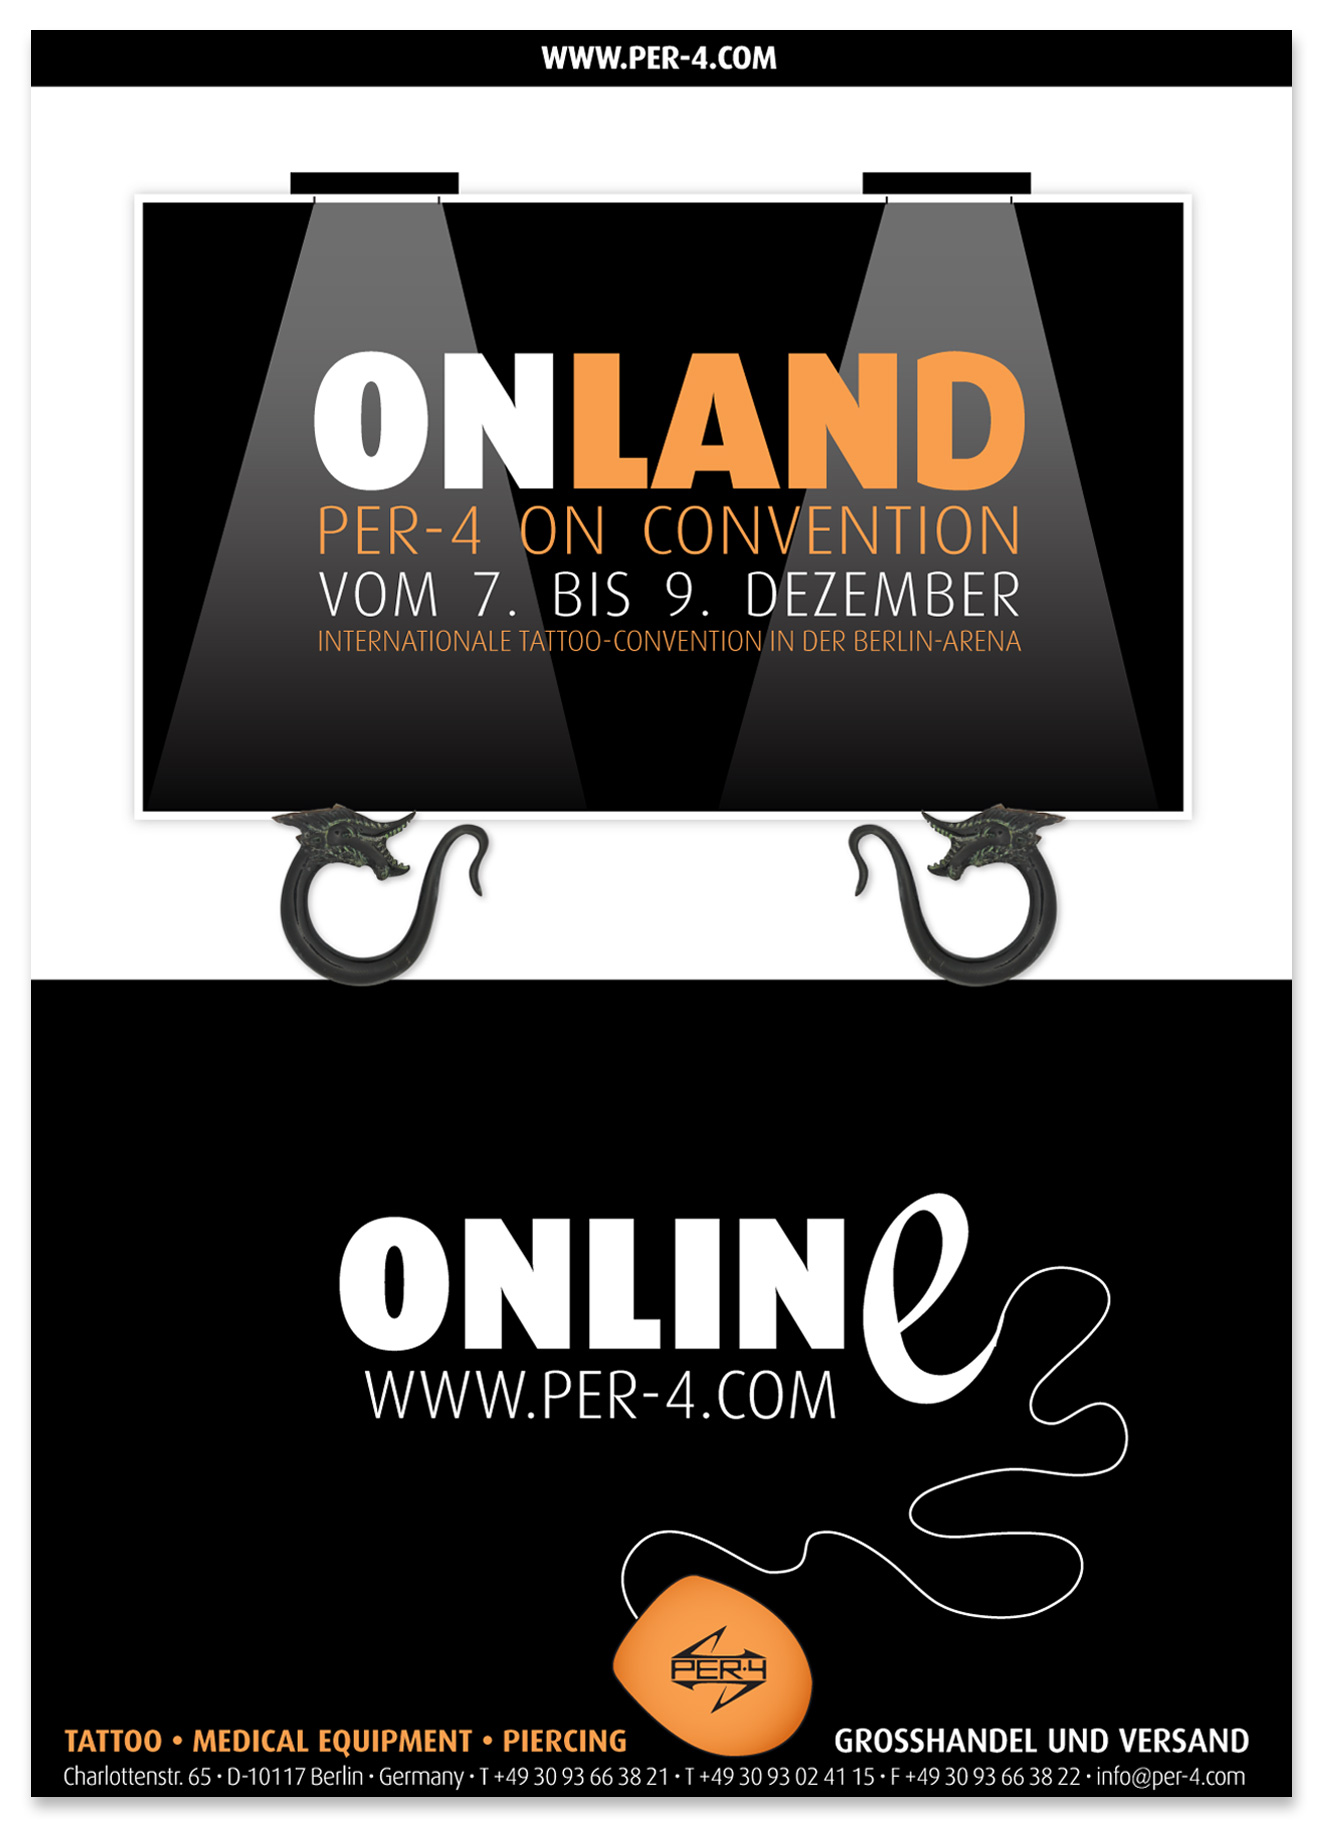 WWW.PER-4.COM
ONLAND
PER-4 ON CONVENTION
VOM 7. BIS 9. DEZEMBER
INTERNATIONALE TATTOO-CONVENTION IN DER BERLIN-ARENA
ONLINe
WWW.PER-4.COM
PER·4
TATTOO • MEDICAL EQUIPMENT • PIERCING
GROSSHANDEL UND VERSAND
Charlottenstr. 65 · D-10117 Berlin · Germany · T +49 30 93 66 38 21 · T +49 30 93 02 41 15 · F +49 30 93 66 38 22 · info@per-4.com